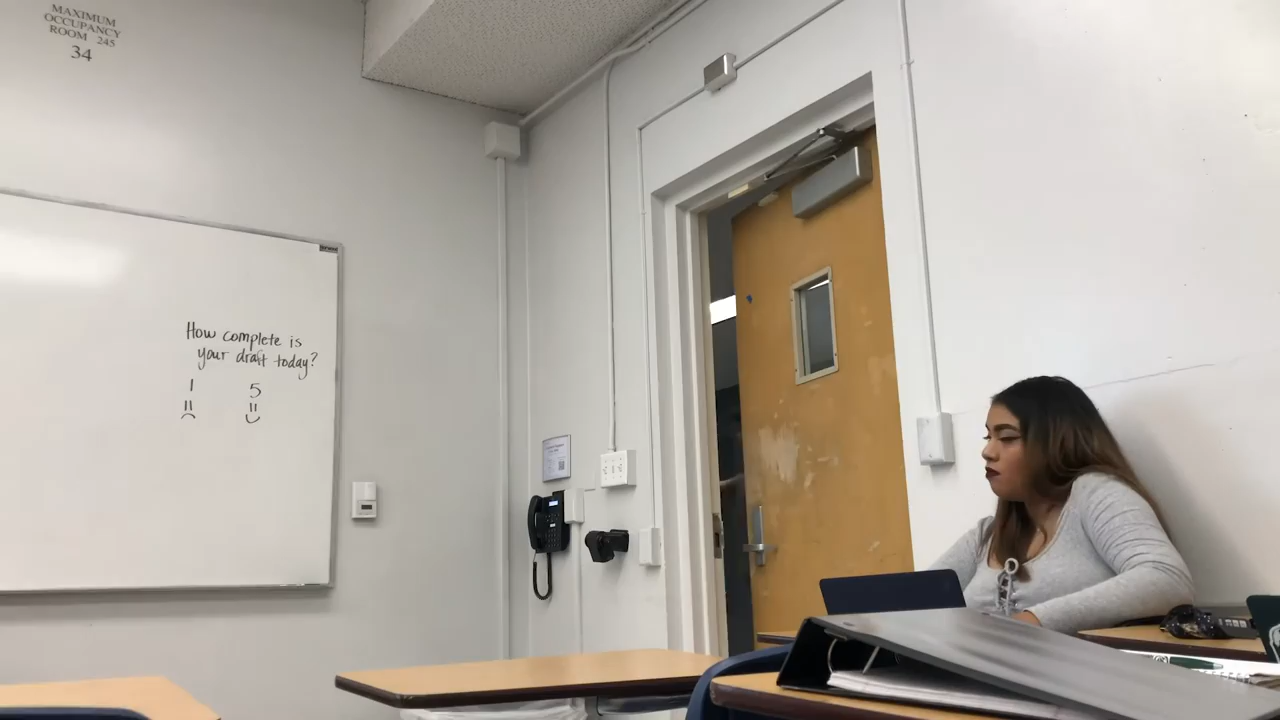 MAXIMUM
OCCUPANCY
ROOM 245
34
How complete is
your draft today?
1 5